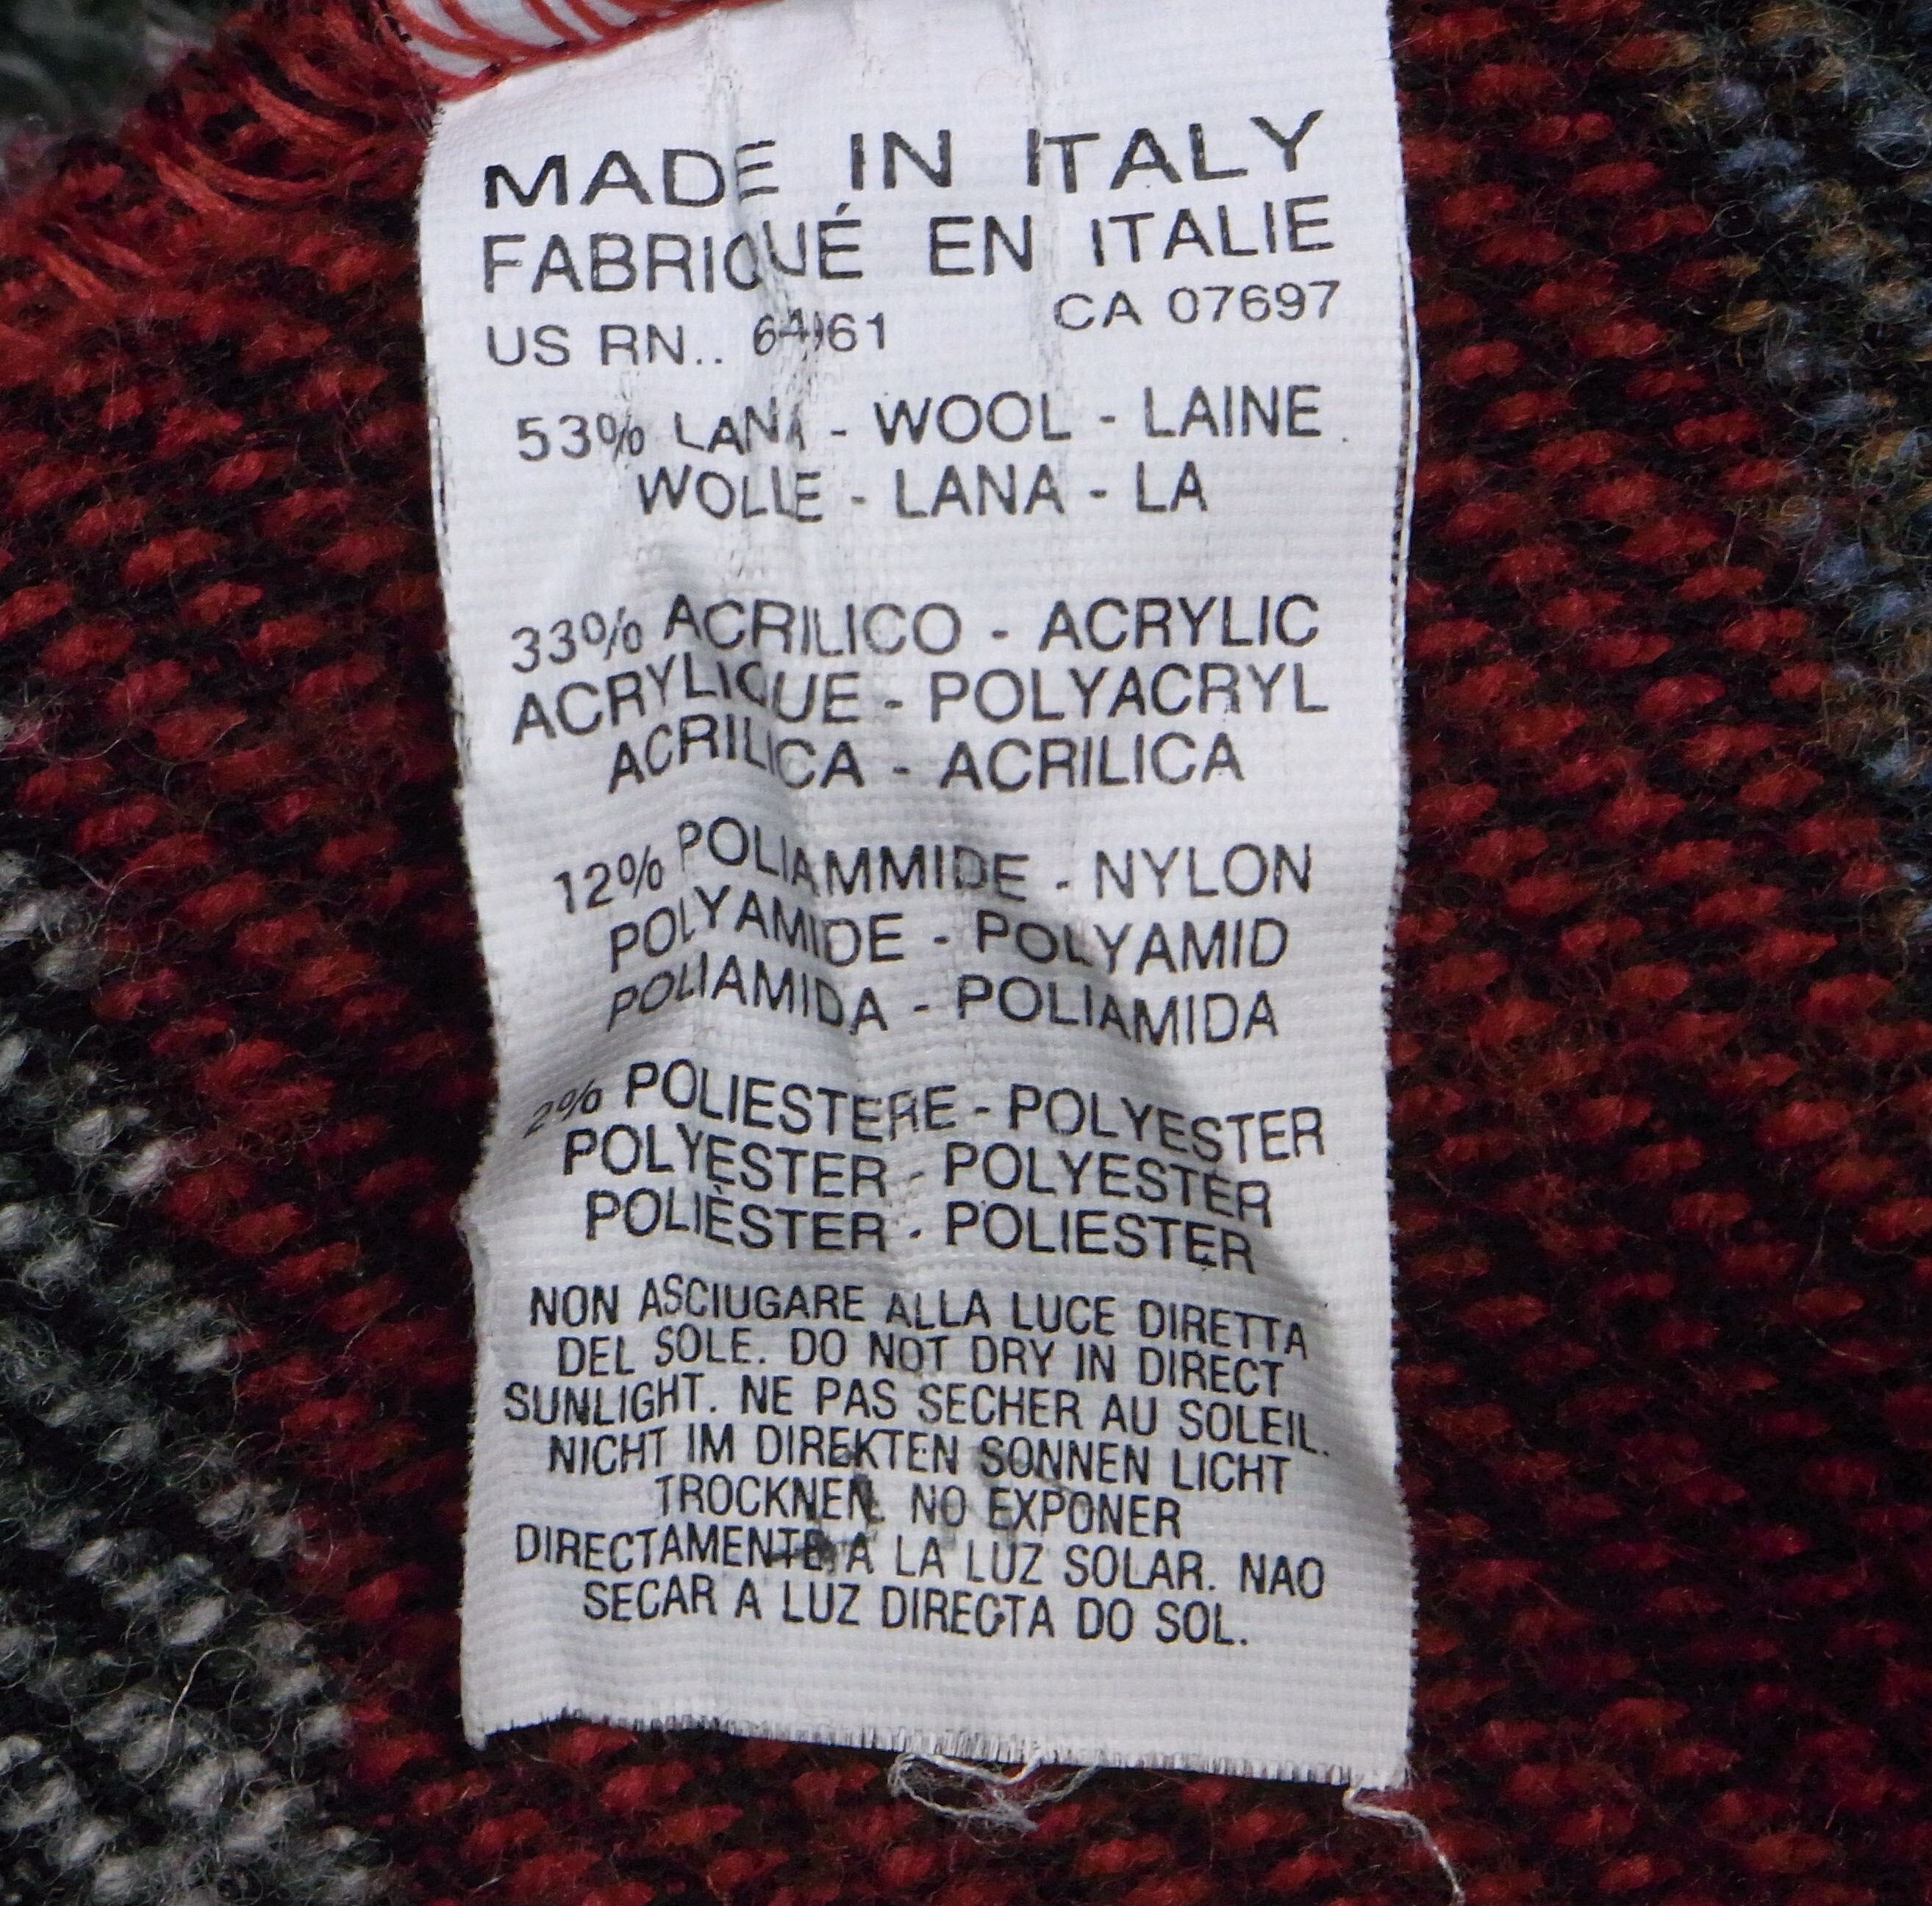 MADE IN ITALY
FABRIQUÉ EN ITALIE
US RN.. CA 07697
53% LANA - WOOL - LAINE
WOLLE - LANA - LA
33% ACRILICO - ACRYLIC
ACRYLIQUE - POLYACRYL
ACRILICA - ACRILICA
12% POLIAMMIDE - NYLON
POLYAMIDE - POLYAMID
POLIAMIDA - POLIAMIDA
2% POLIESTERE - POLYESTER
POLYESTER - POLYESTER
POLIÉSTER - POLIESTER
NON ASCIUGARE ALLA LUCE DIRETTA
DEL SOLE. DO NOT DRY IN DIRECT
SUNLIGHT. NE PAS SECHER AU SOLEIL.
NICHT IM DIREKTEN SONNEN LICHT
TROCKNEN. NO EXPONER
DIRECTAMENTE A LA LUZ SOLAR. NAO
SECAR A LUZ DIRECTA DO SOL.